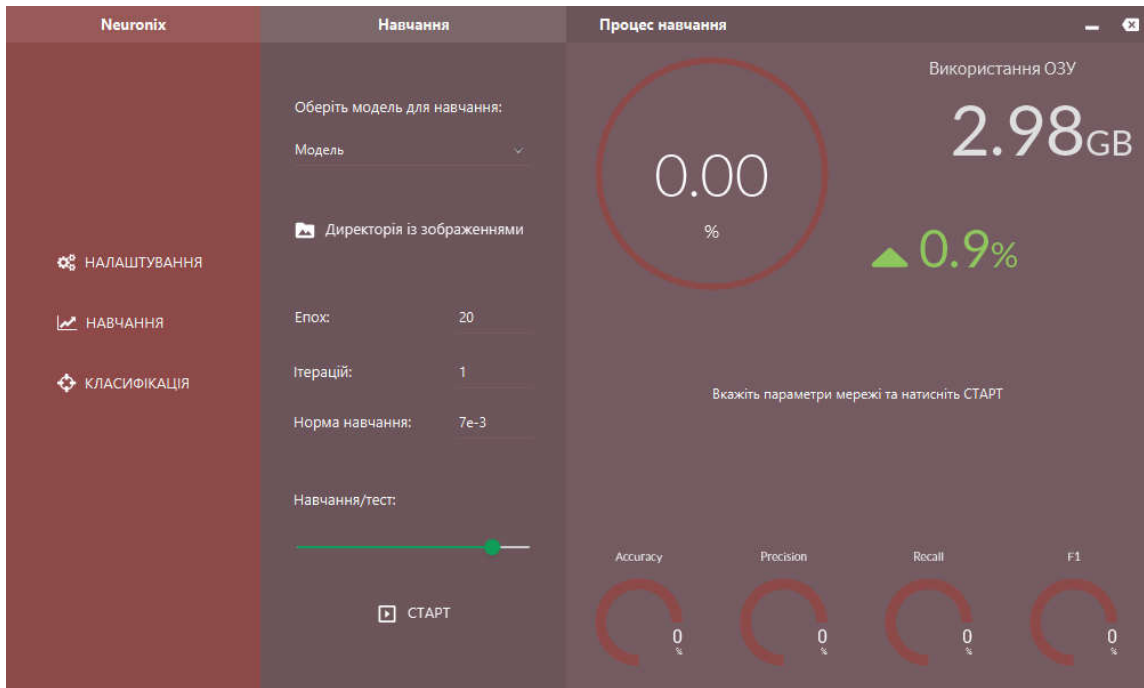 Neuronix
НАЛАШТУВАННЯ
НАВЧАННЯ
КЛАСИФІКАЦІЯ
Навчання
Оберіть модель для навчання:
Модель
Директорія із зображеннями
Епох: 20
Ітерацій: 1
Норма навчання: 7e-3
Навчання/тест:
СТАРТ
Процес навчання
0.00
%
Використання ОЗУ
2.98GB
0.9%
Вкажіть параметри мережі та натисніть СТАРТ
Accuracy Precision Recall F1
0 0 0 0
% % % %